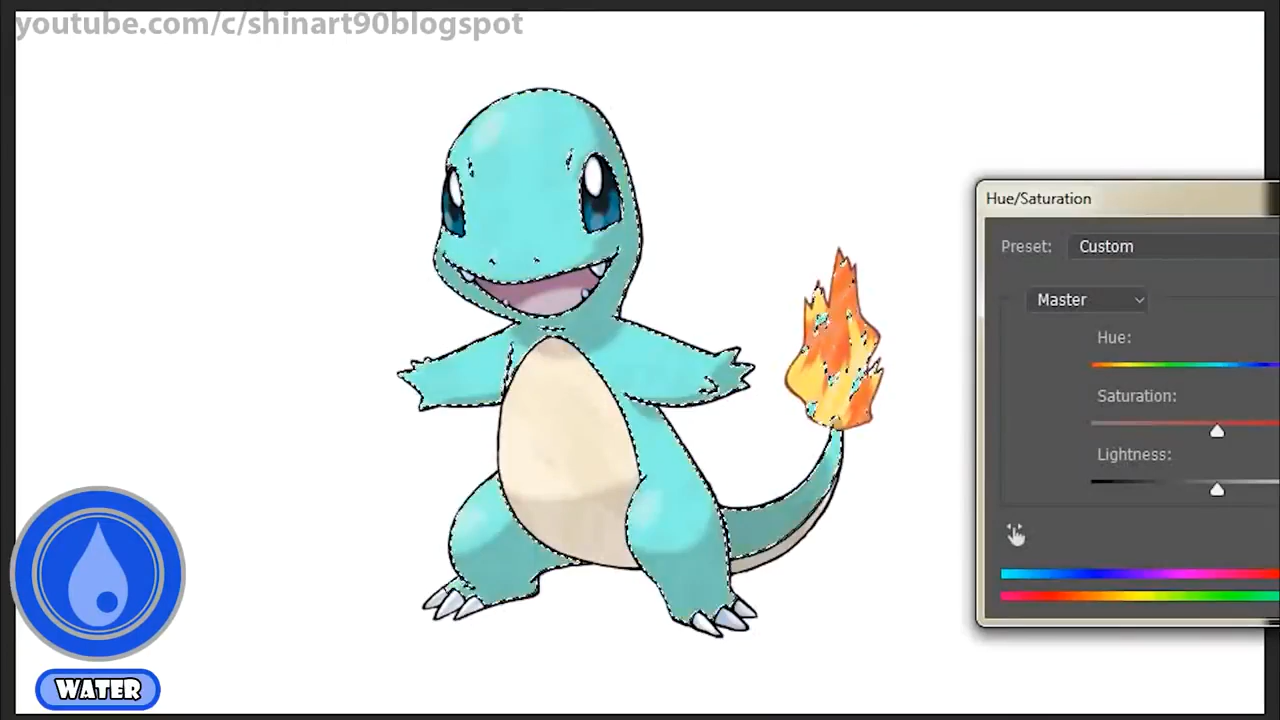 youtube.com/c/shinart90blogspot
Hue/Saturation
Preset: Custom
Master
Hue:
Saturation:
Lightness:
WATER